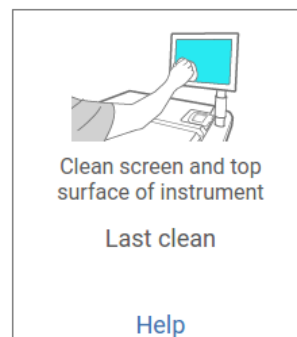 Clean screen and top
surface of instrument
Last clean
Help